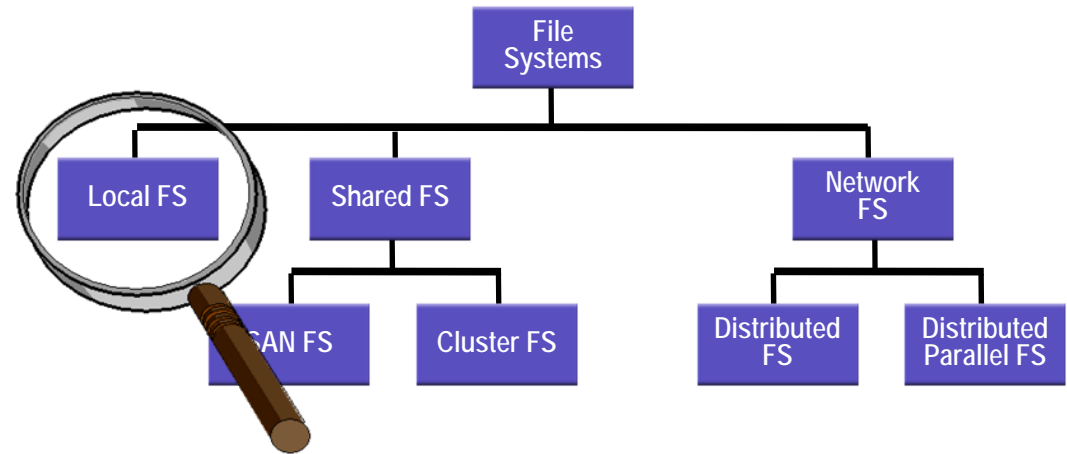 File
Systems
Local FS
Shared FS
Network
FS
SAN FS
Cluster FS
Distributed
FS
Distributed
Parallel FS